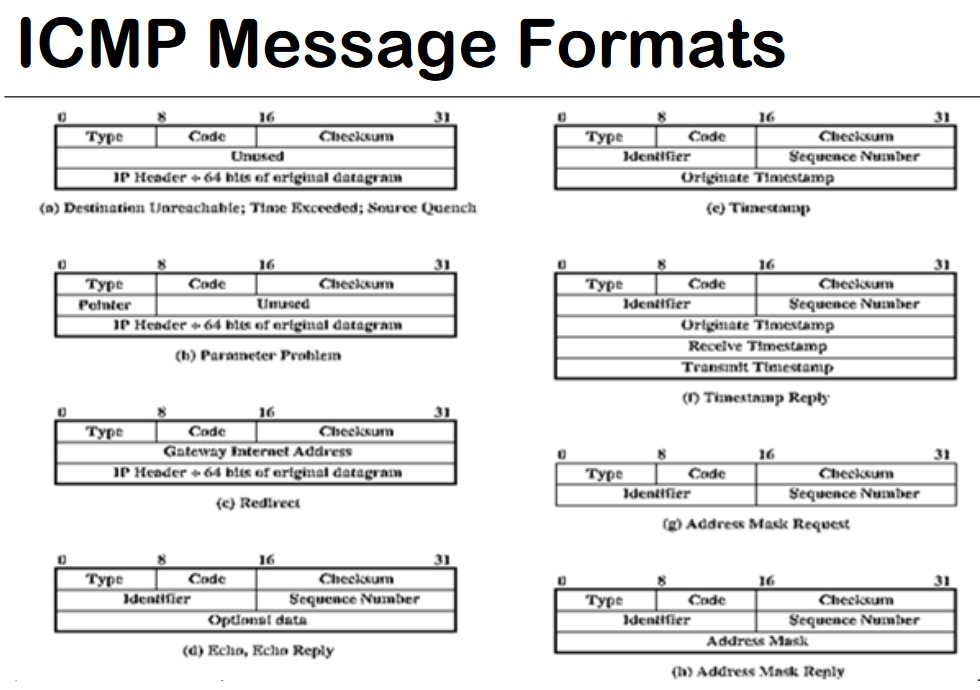 ICMP Message Formats
0 8 16 31
Type Code Checksum
Unused
IP Header + 64 bits of original datagram
(a) Destination Unreachable; Time Exceeded; Source Quench
0 8 16 31
Type Code Checksum
Pointer Unused
IP Header + 64 bits of original datagram
(b) Parameter Problem
0 8 16 31
Type Code Checksum
Gateway Internet Address
IP Header + 64 bits of original datagram
(c) Redirect
0 8 16 31
Type Code Checksum
Identifier Sequence Number
Optional data
(d) Echo, Echo Reply
0 8 16 31
Type Code Checksum
Identifier Sequence Number
Originate Timestamp
(e) Timestamp
0 8 16 31
Type Code Checksum
Identifier Sequence Number
Originate Timestamp
Receive Timestamp
Transmit Timestamp
(f) Timestamp Reply
0 8 16 31
Type Code Checksum
Identifier Sequence Number
(g) Address Mask Request
0 8 16 31
Type Code Checksum
Identifier Sequence Number
Address Mask
(h) Address Mask Reply